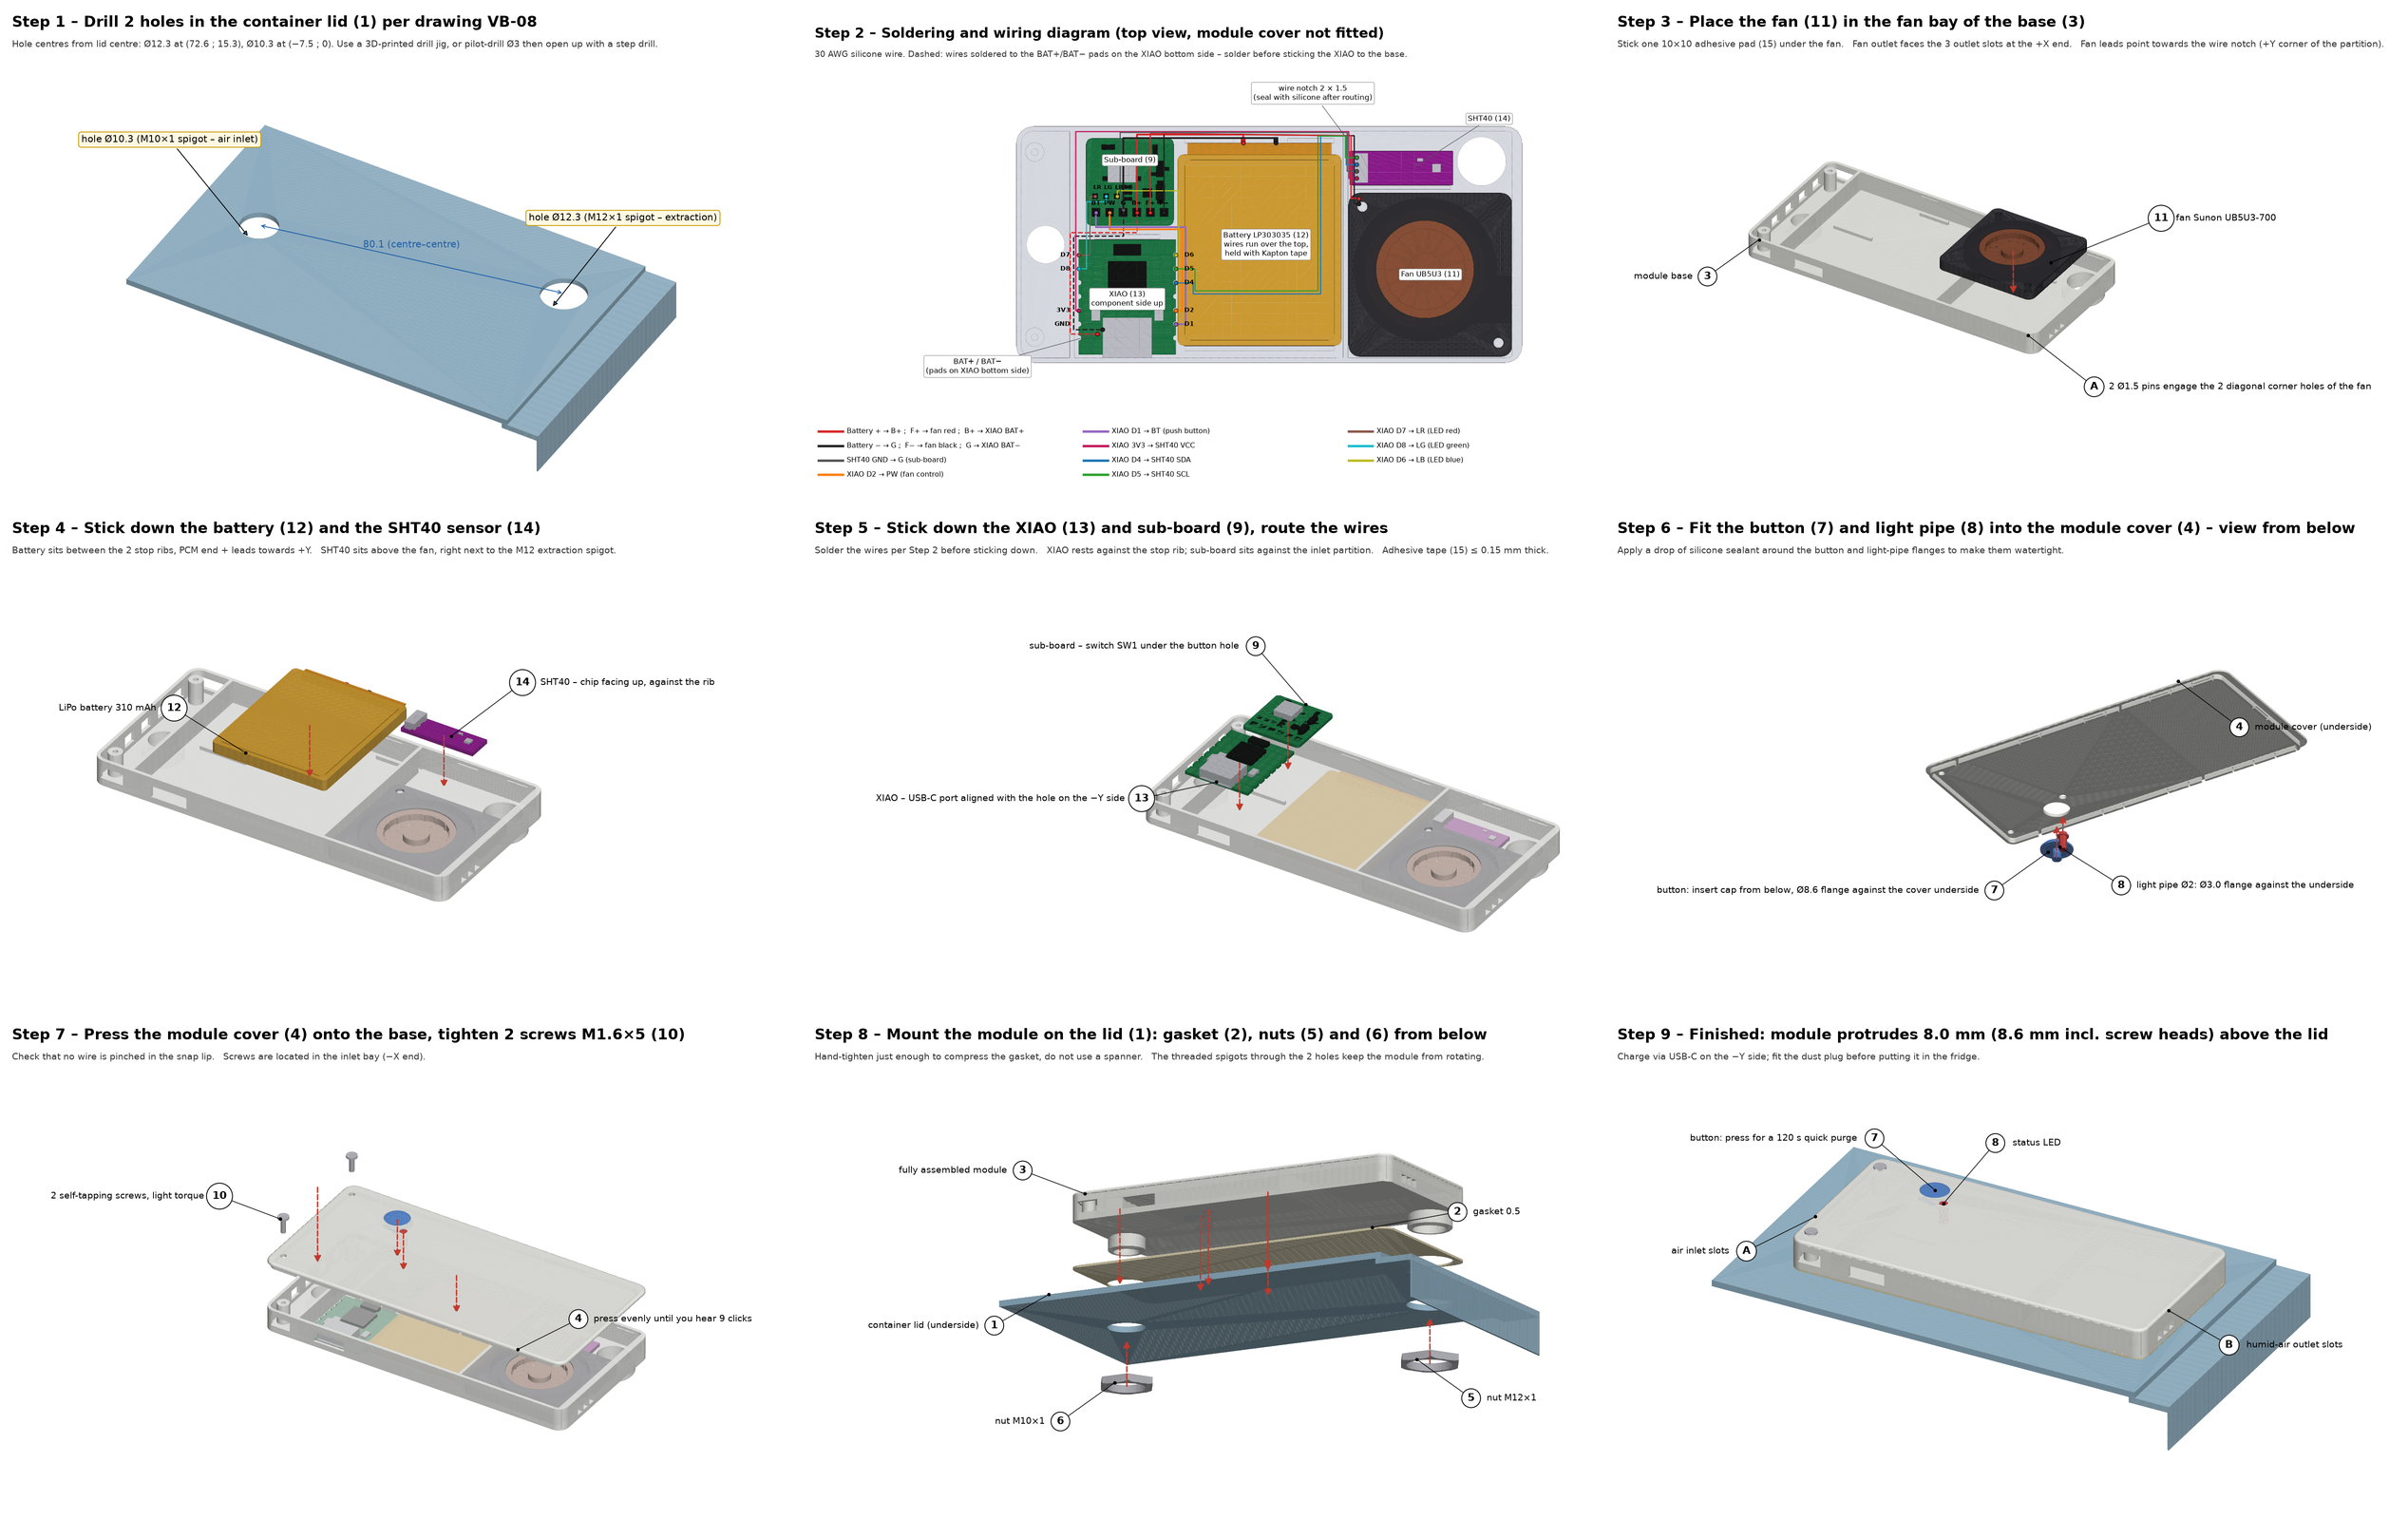 Step 1 – Drill 2 holes in the container lid (1) per drawing VB-08
Hole centres from lid centre: Ø12.3 at (72.6 ; 15.3), Ø10.3 at (−7.5 ; 0). Use a 3D-printed drill jig, or pilot-drill Ø3 then open up with a step drill.
hole Ø10.3 (M10×1 spigot – air inlet)
hole Ø12.3 (M12×1 spigot – extraction)
80.1 (centre–centre)
Step 2 – Soldering and wiring diagram (top view, module cover not fitted)
30 AWG silicone wire. Dashed: wires soldered to the BAT+/BAT− pads on the XIAO bottom side – solder before sticking the XIAO to the base.
wire notch 2 × 1.5
(seal with silicone after routing)
SHT40 (14)
Sub-board (9)
LR LG
PW
Battery LP303035 (12)
wires run over the top,
held with Kapton tape
Fan UB5U3 (11)
D7
D8
3V3
GND
D6
D5
D4
D2
D1
XIAO (13)
component side up
BAT+ / BAT−
(pads on XIAO bottom side)
Battery + → B+ ; F+ → fan red ; B+ → XIAO BAT+
Battery − → G ; F− → fan black ; G → XIAO BAT−
SHT40 GND → G (sub-board)
XIAO D2 → PW (fan control)
XIAO D1 → BT (push button)
XIAO 3V3 → SHT40 VCC
XIAO D4 → SHT40 SDA
XIAO D5 → SHT40 SCL
XIAO D7 → LR (LED red)
XIAO D8 → LG (LED green)
XIAO D6 → LB (LED blue)
Step 3 – Place the fan (11) in the fan bay of the base (3)
Stick one 10×10 adhesive pad (15) under the fan. Fan outlet faces the 3 outlet slots at the +X end. Fan leads point towards the wire notch (+Y corner of the partition).
11 fan Sunon UB5U3-700
module base 3
A 2 Ø1.5 pins engage the 2 diagonal corner holes of the fan
Step 4 – Stick down the battery (12) and the SHT40 sensor (14)
Battery sits between the 2 stop ribs, PCM end + leads towards +Y. SHT40 sits above the fan, right next to the M12 extraction spigot.
14 SHT40 – chip facing up, against the rib
LiPo battery 310 mAh 12
Step 5 – Stick down the XIAO (13) and sub-board (9), route the wires
Solder the wires per Step 2 before sticking down. XIAO rests against the stop rib; sub-board sits against the inlet partition. Adhesive tape (15) ≤ 0.15 mm thick.
sub-board – switch SW1 under the button hole 9
XIAO – USB-C port aligned with the hole on the −Y side 13
Step 6 – Fit the button (7) and light pipe (8) into the module cover (4) – view from below
Apply a drop of silicone sealant around the button and light-pipe flanges to make them watertight.
4 module cover (underside)
button: insert cap from below, Ø8.6 flange against the cover underside 7
8 light pipe Ø2: Ø3.0 flange against the underside
Step 7 – Press the module cover (4) onto the base, tighten 2 screws M1.6×5 (10)
Check that no wire is pinched in the snap lip. Screws are located in the inlet bay (−X end).
2 self-tapping screws, light torque 10
4 press evenly until you hear 9 clicks
Step 8 – Mount the module on the lid (1): gasket (2), nuts (5) and (6) from below
Hand-tighten just enough to compress the gasket, do not use a spanner. The threaded spigots through the 2 holes keep the module from rotating.
fully assembled module 3
2 gasket 0.5
container lid (underside) 1
5 nut M12×1
nut M10×1 6
Step 9 – Finished: module protrudes 8.0 mm (8.6 mm incl. screw heads) above the lid
Charge via USB-C on the −Y side; fit the dust plug before putting it in the fridge.
button: press for a 120 s quick purge 7
8 status LED
air inlet slots A
B humid-air outlet slots